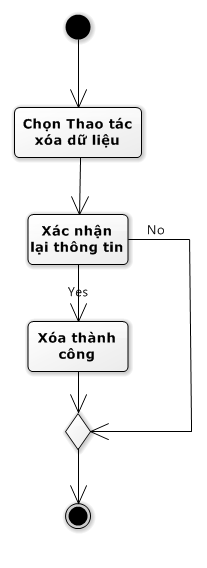 Chọn Thao tác
xóa dữ liệu
Xác nhận
lại thông tin
No
Yes
Xóa thành
công